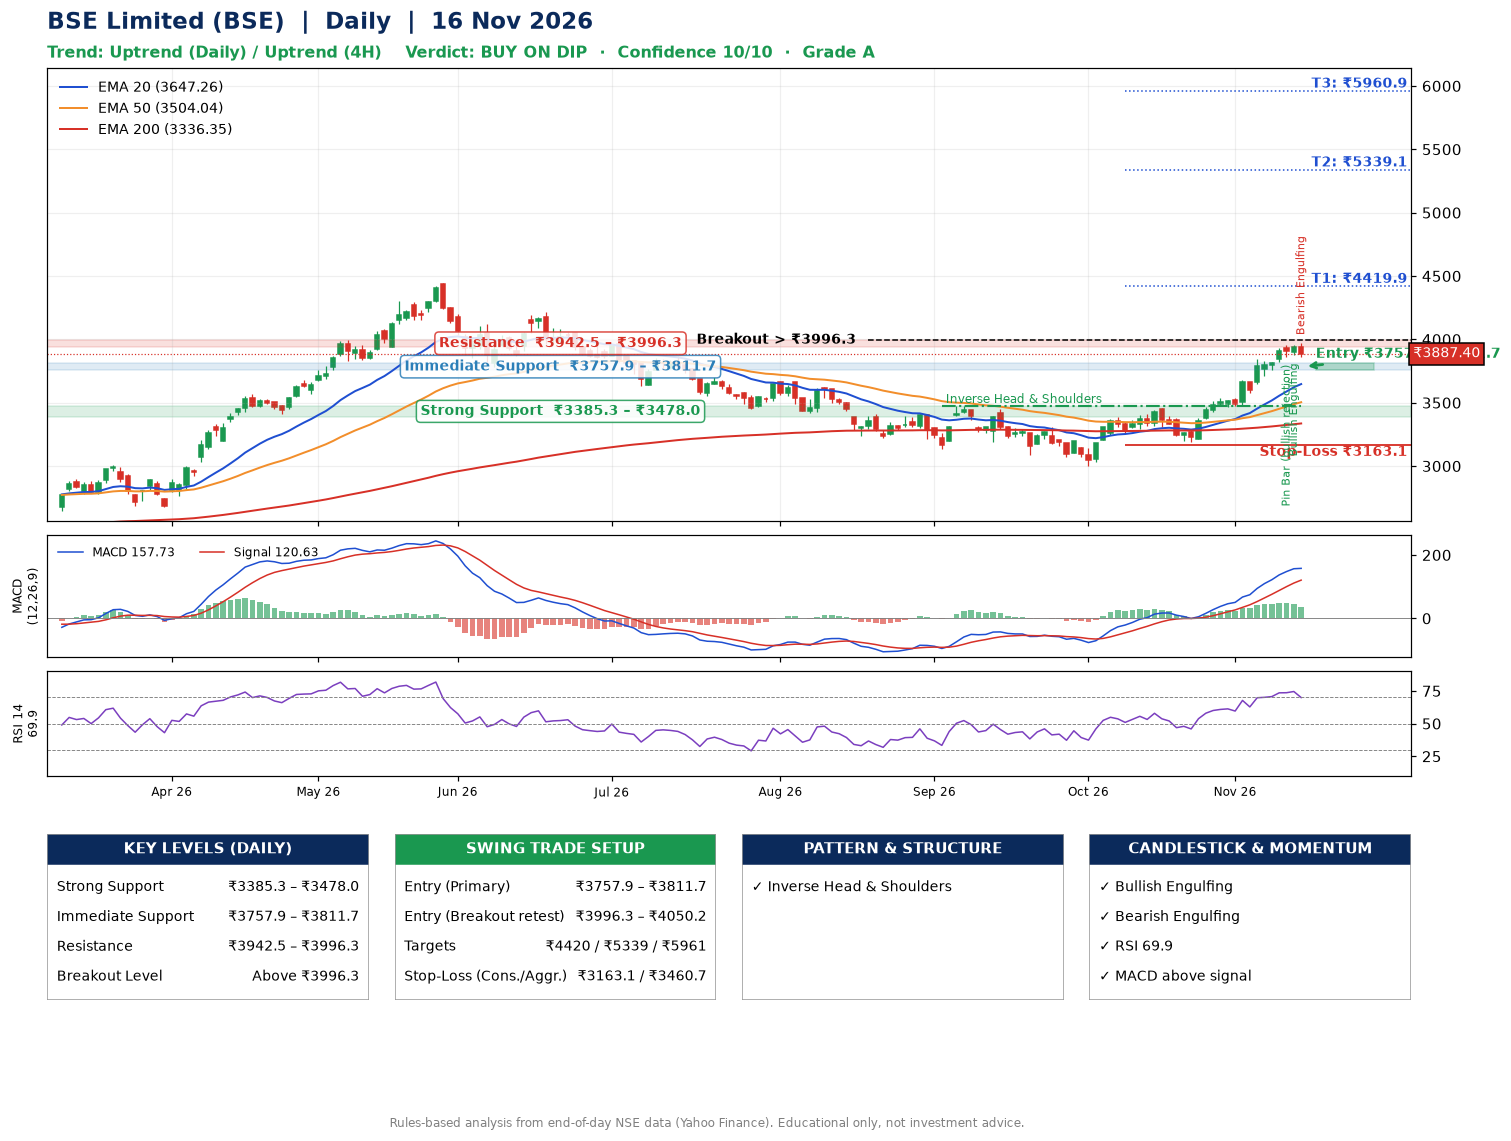 BSE Limited (BSE) | Daily | 16 Nov 2026
Trend: Uptrend (Daily) / Uptrend (4H) Verdict: BUY ON DIP · Confidence 10/10 · Grade A
EMA 20 (3647.26)
EMA 50 (3504.04)
EMA 200 (3336.35)
T3: ₹5960.9
T2: ₹5339.1
T1: ₹4419.9
6000
5500
5000
4500
4000
3500
3000
Bearish Engulfing
Breakout > ₹3996.3
Resistance ₹3942.5 – ₹3996.3
Entry ₹3757
₹3887.40
.7
Immediate Support ₹3757.9 – ₹3811.7
Strong Support ₹3385.3 – ₹3478.0
Inverse Head & Shoulders
Stop-Loss ₹3163.1
Pin Bar (bullish rejection)
Bullish Engulfing
MACD
(12,26,9)
MACD 157.73
Signal 120.63
200
0
RSI 14
69.9
75
50
25
Apr 26
May 26
Jun 26
Jul 26
Aug 26
Sep 26
Oct 26
Nov 26
KEY LEVELS (DAILY)
Strong Support ₹3385.3 – ₹3478.0
Immediate Support ₹3757.9 – ₹3811.7
Resistance ₹3942.5 – ₹3996.3
Breakout Level Above ₹3996.3
SWING TRADE SETUP
Entry (Primary) ₹3757.9 – ₹3811.7
Entry (Breakout retest) ₹3996.3 – ₹4050.2
Targets ₹4420 / ₹5339 / ₹5961
Stop-Loss (Cons./Aggr.) ₹3163.1 / ₹3460.7
PATTERN & STRUCTURE
✓ Inverse Head & Shoulders
CANDLESTICK & MOMENTUM
✓ Bullish Engulfing
✓ Bearish Engulfing
✓ RSI 69.9
✓ MACD above signal
Rules-based analysis from end-of-day NSE data (Yahoo Finance). Educational only, not investment advice.